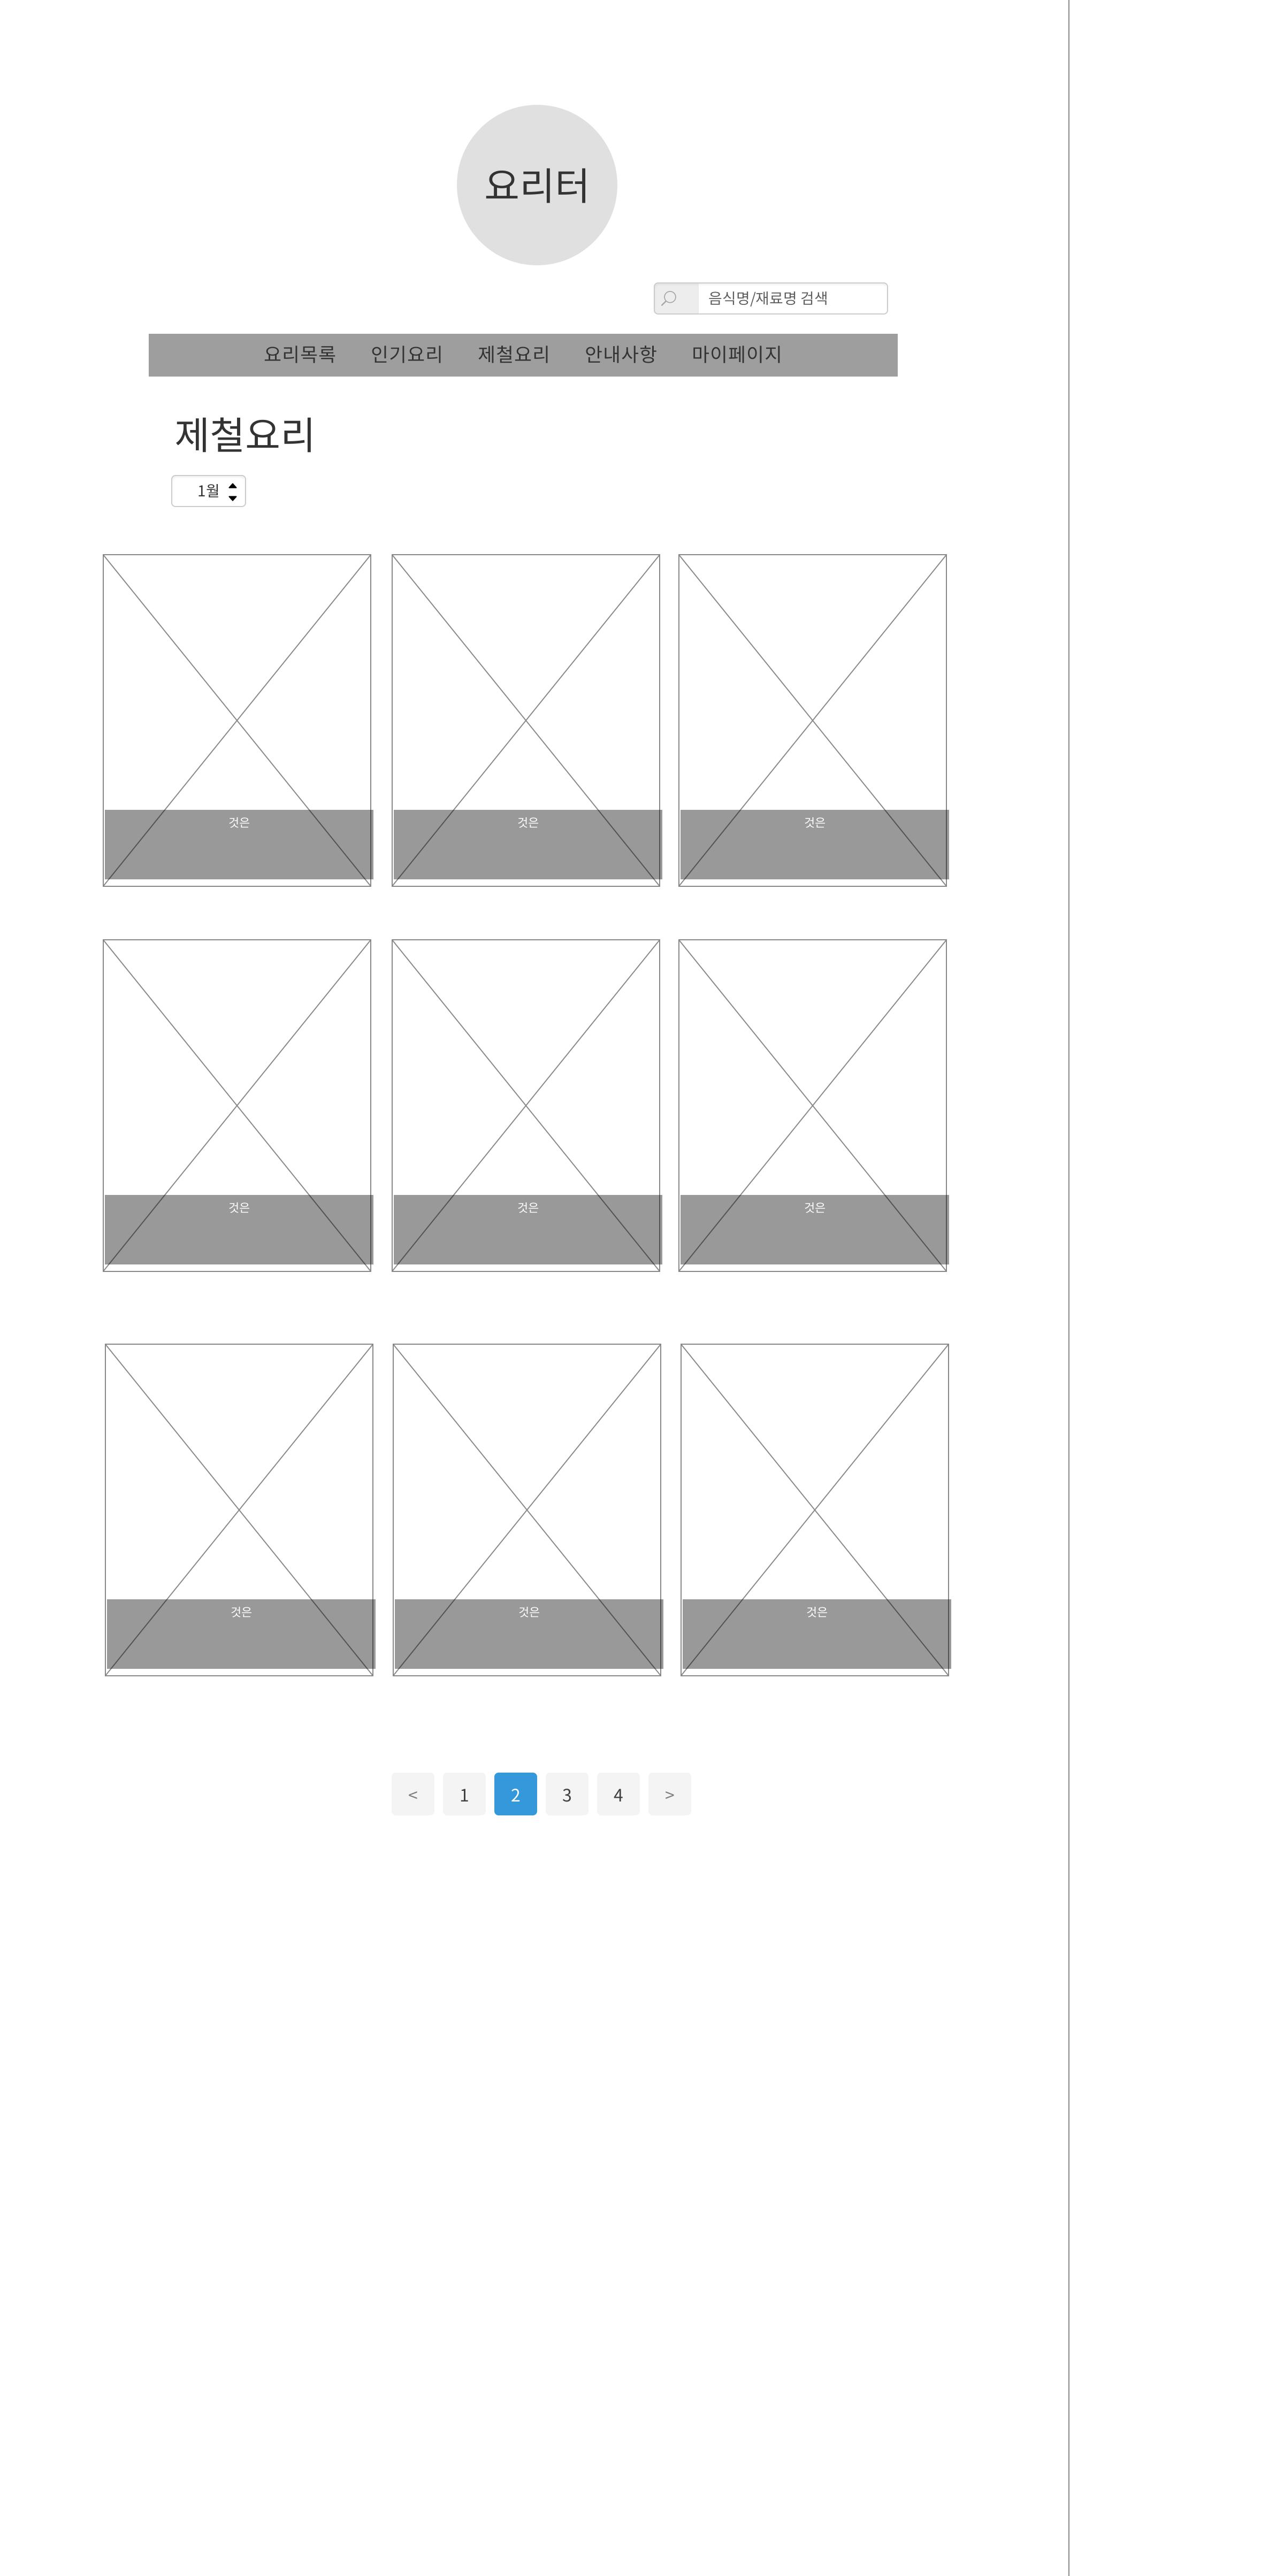 요리터
음식명/재료명 검색
요리목록 인기요리 제철요리 안내사항 마이페이지
제철요리
1월
것은 것은 것은
것은 것은 것은
것은 것은 것은
< 1 2 3 4 >